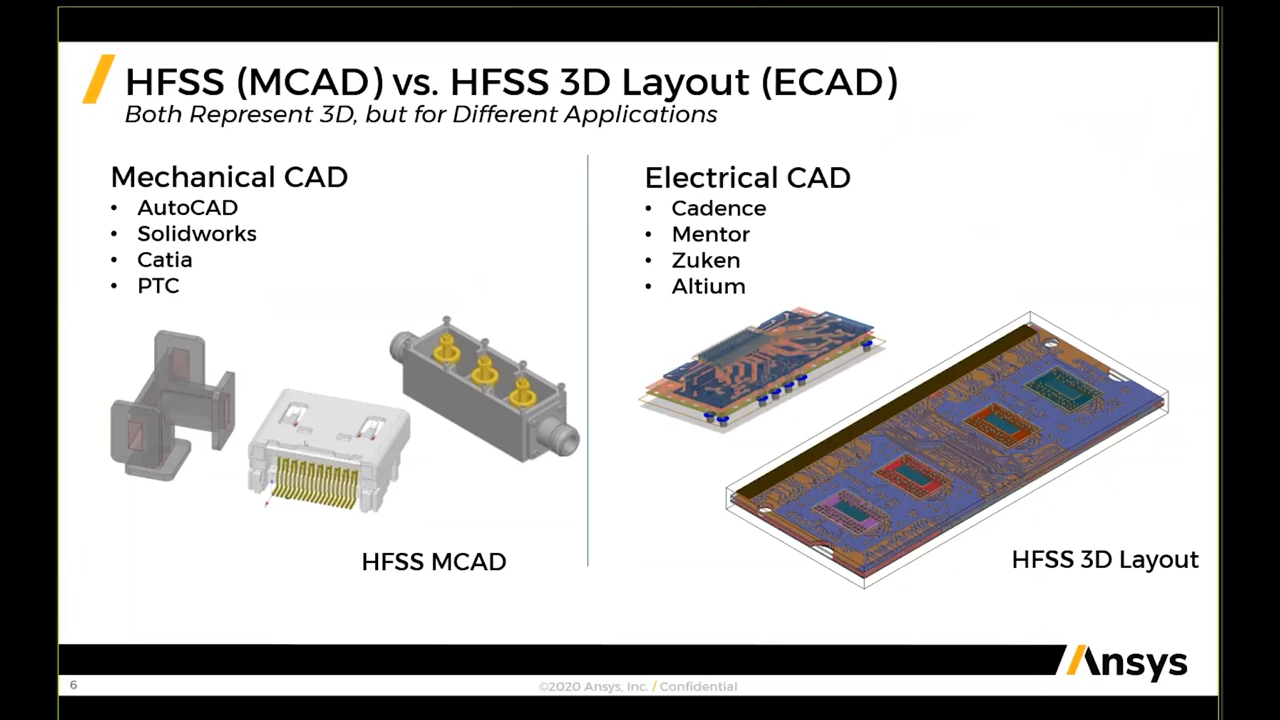 HFSS (MCAD) vs. HFSS 3D Layout (ECAD)
Both Represent 3D, but for Different Applications
Mechanical CAD
• AutoCAD
• Solidworks
• Catia
• PTC
HFSS MCAD
Electrical CAD
• Cadence
• Mentor
• Zuken
• Altium
HFSS 3D Layout
Ansys
6
©2020 Ansys, Inc. / Confidential